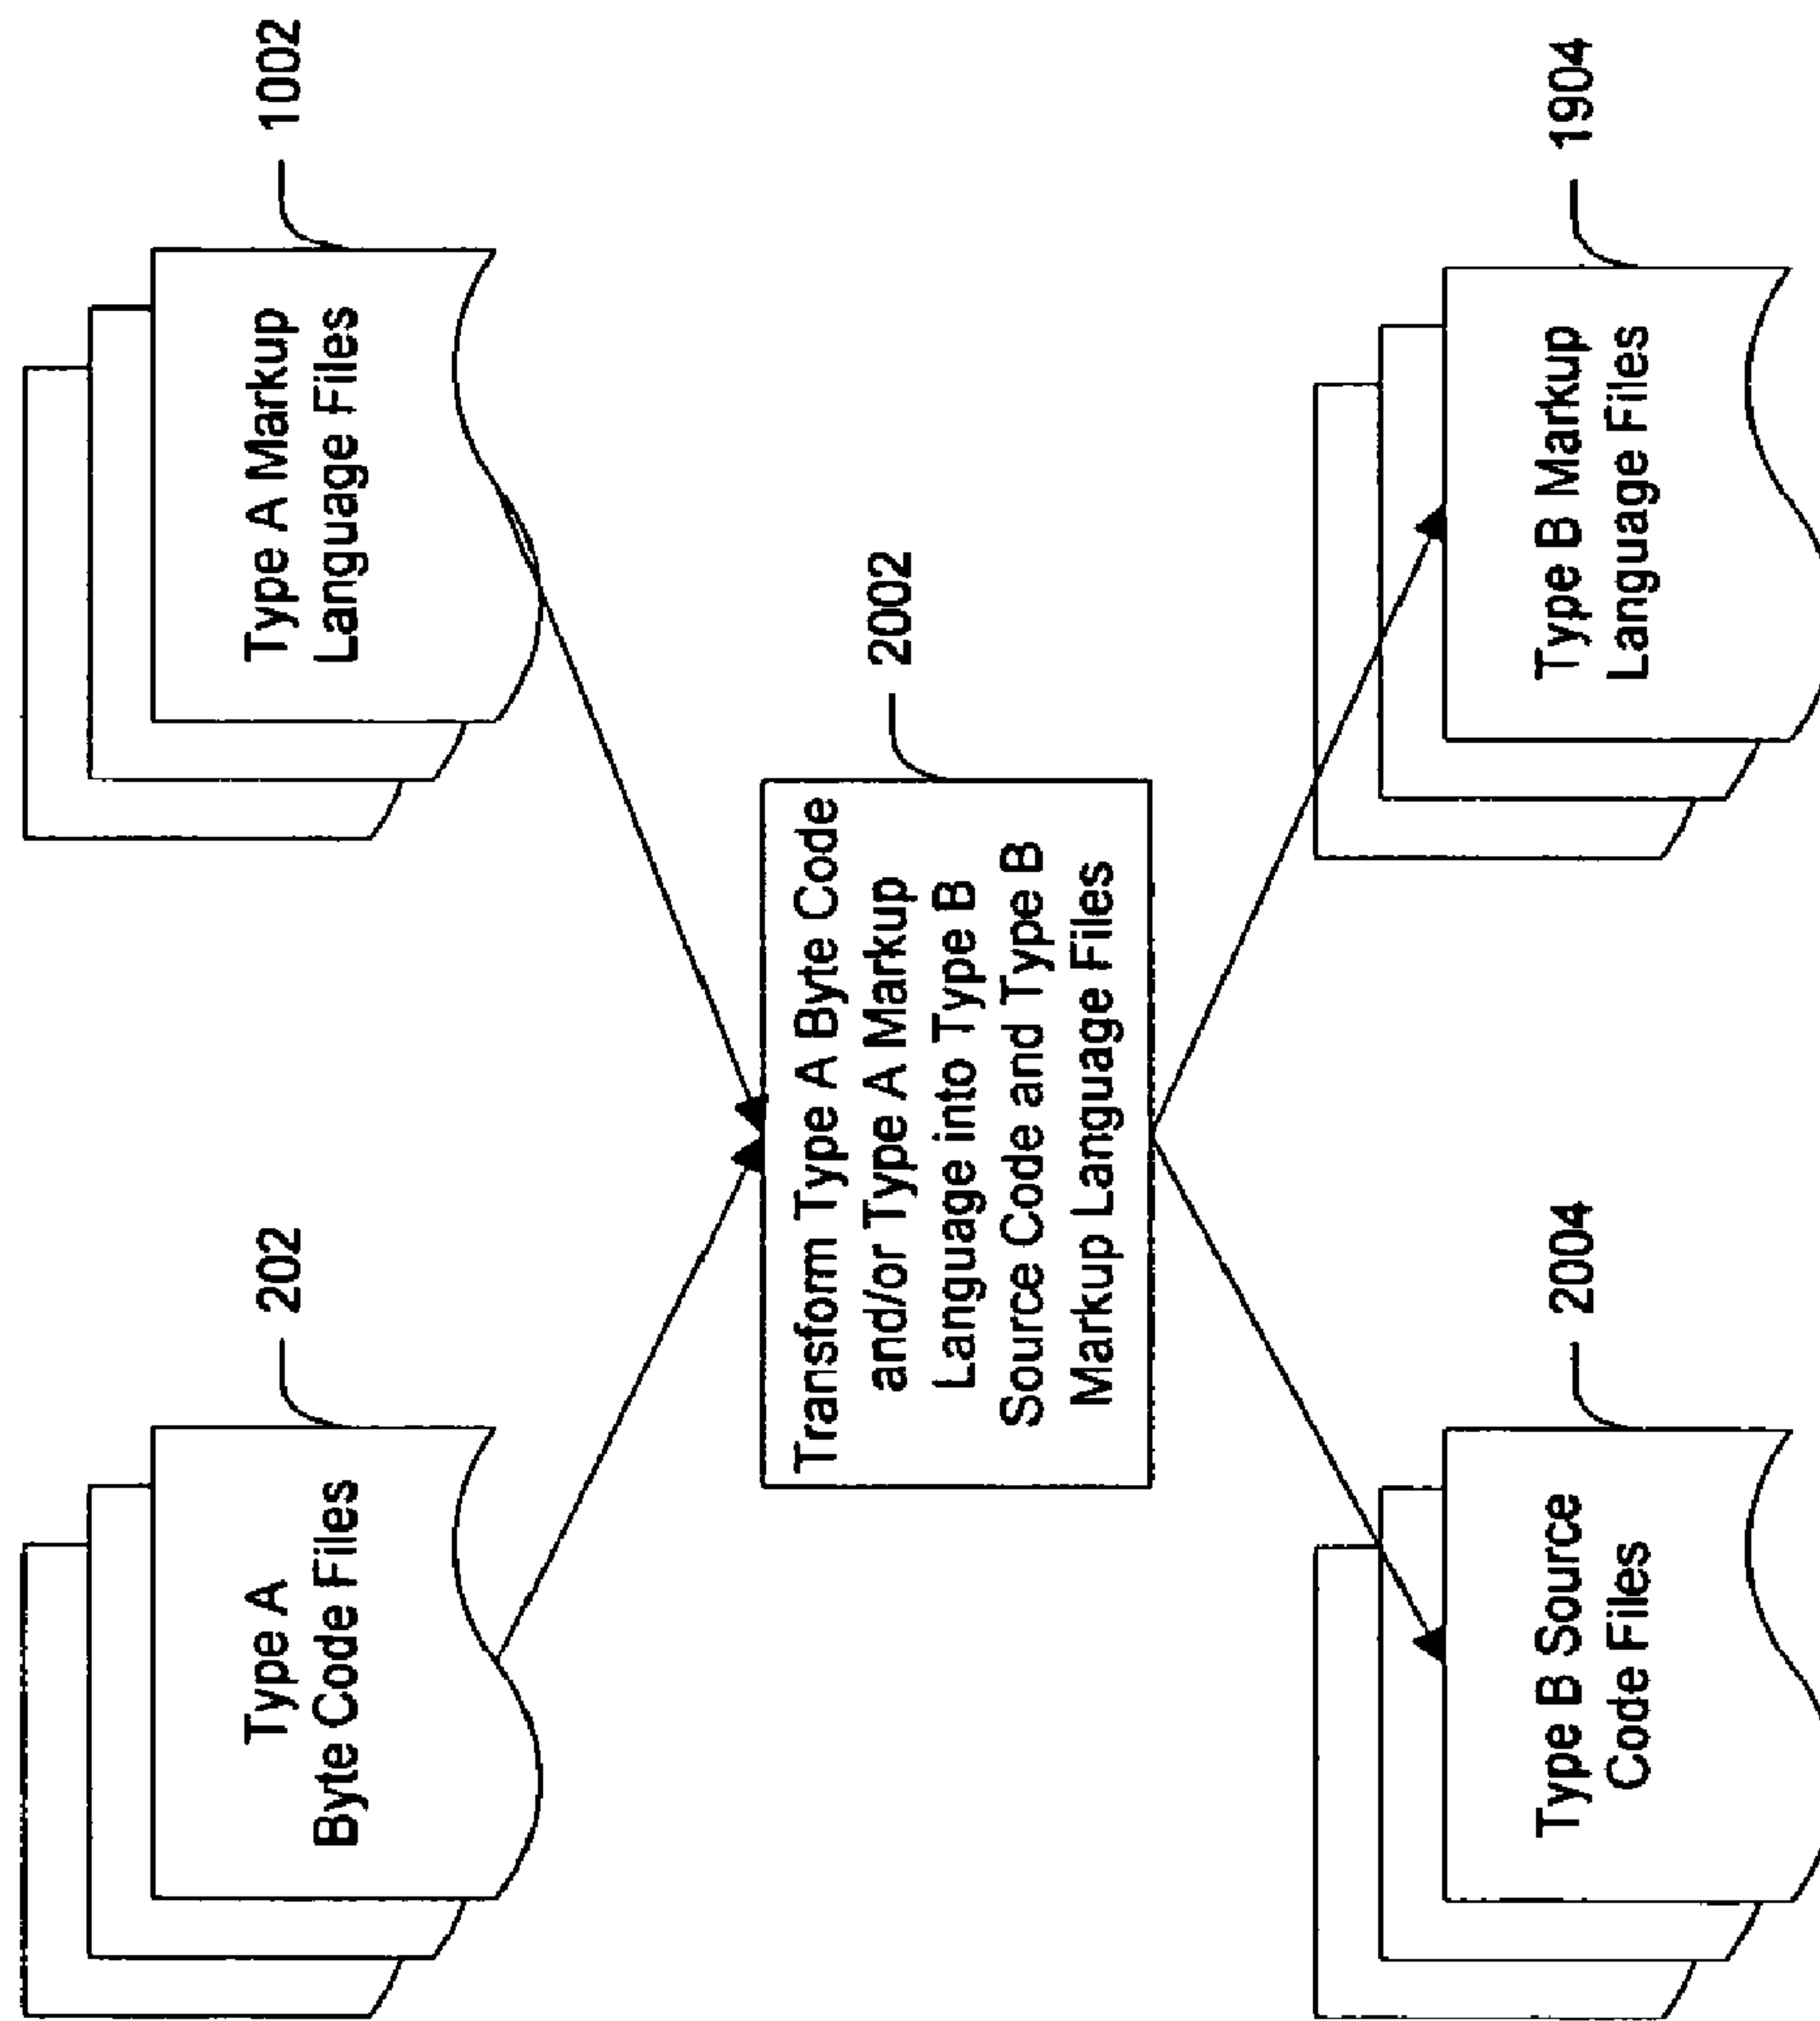 Type A
Byte Code Files
202
Type A Markup
Language Files
1002
Transform Type A Byte Code
and/or Type A Markup
Language into Type B
Source Code and Type B
Markup Language Files
2002
Type B Source
Code Files
2004
Type B Markup
Language Files
1904